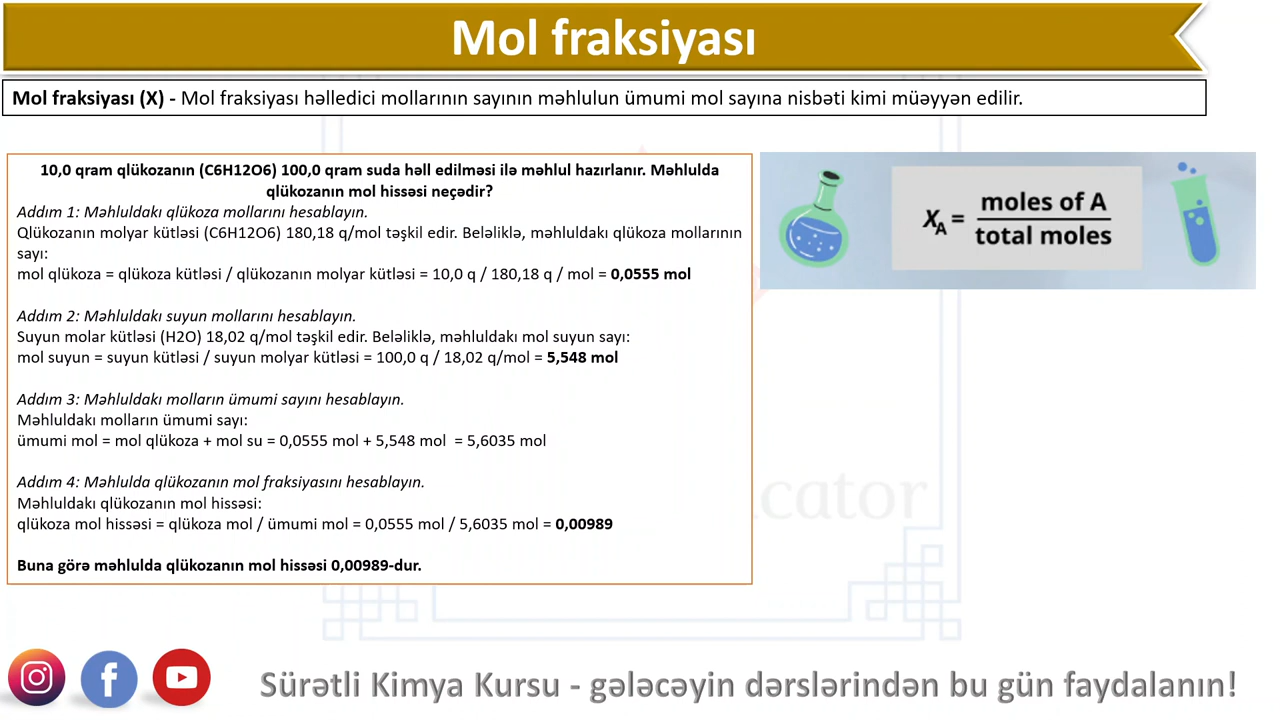 Mol fraksiyası
Mol fraksiyası (X) - Mol fraksiyası həlledici mollarının sayının məhlulun ümumi mol sayına nisbəti kimi müəyyən edilir.
10,0 qram qlükozanın (C6H12O6) 100,0 qram suda həll edilməsi ilə məhlul hazırlanır. Məhlulda
qlükozanın mol hissəsi neçədir?
Addım 1: Məhluldakı qlükoza mollarını hesablayın.
Qlükozanın molyar kütləsi (C6H12O6) 180,18 q/mol təşkil edir. Beləliklə, məhluldakı qlükoza mollarının
sayı:
mol qlükoza = qlükoza kütləsi / qlükozanın molyar kütləsi = 10,0 q / 180,18 q / mol = 0,0555 mol
Addım 2: Məhluldakı suyun mollarını hesablayın.
Suyun molar kütləsi (H2O) 18,02 q/mol təşkil edir. Beləliklə, məhluldakı mol suyun sayı:
mol suyun = suyun kütləsi / suyun molyar kütləsi = 100,0 q / 18,02 q/mol = 5,548 mol
Addım 3: Məhluldakı molların ümumi sayını hesablayın.
Məhluldakı molların ümumi sayı:
ümumi mol = mol qlükoza + mol su = 0,0555 mol + 5,548 mol = 5,6035 mol
Addım 4: Məhlulda qlükozanın mol fraksiyasını hesablayın.
Məhluldakı qlükozanın mol hissəsi:
qlükoza mol hissəsi = qlükoza mol / ümumi mol = 0,0555 mol / 5,6035 mol = 0,00989
Buna görə məhlulda qlükozanın mol hissəsi 0,00989-dur.
XA = moles of A
total moles
cator
Sürətli Kimya Kursu - gələcəyin dərslərindən bu gün faydalanın!